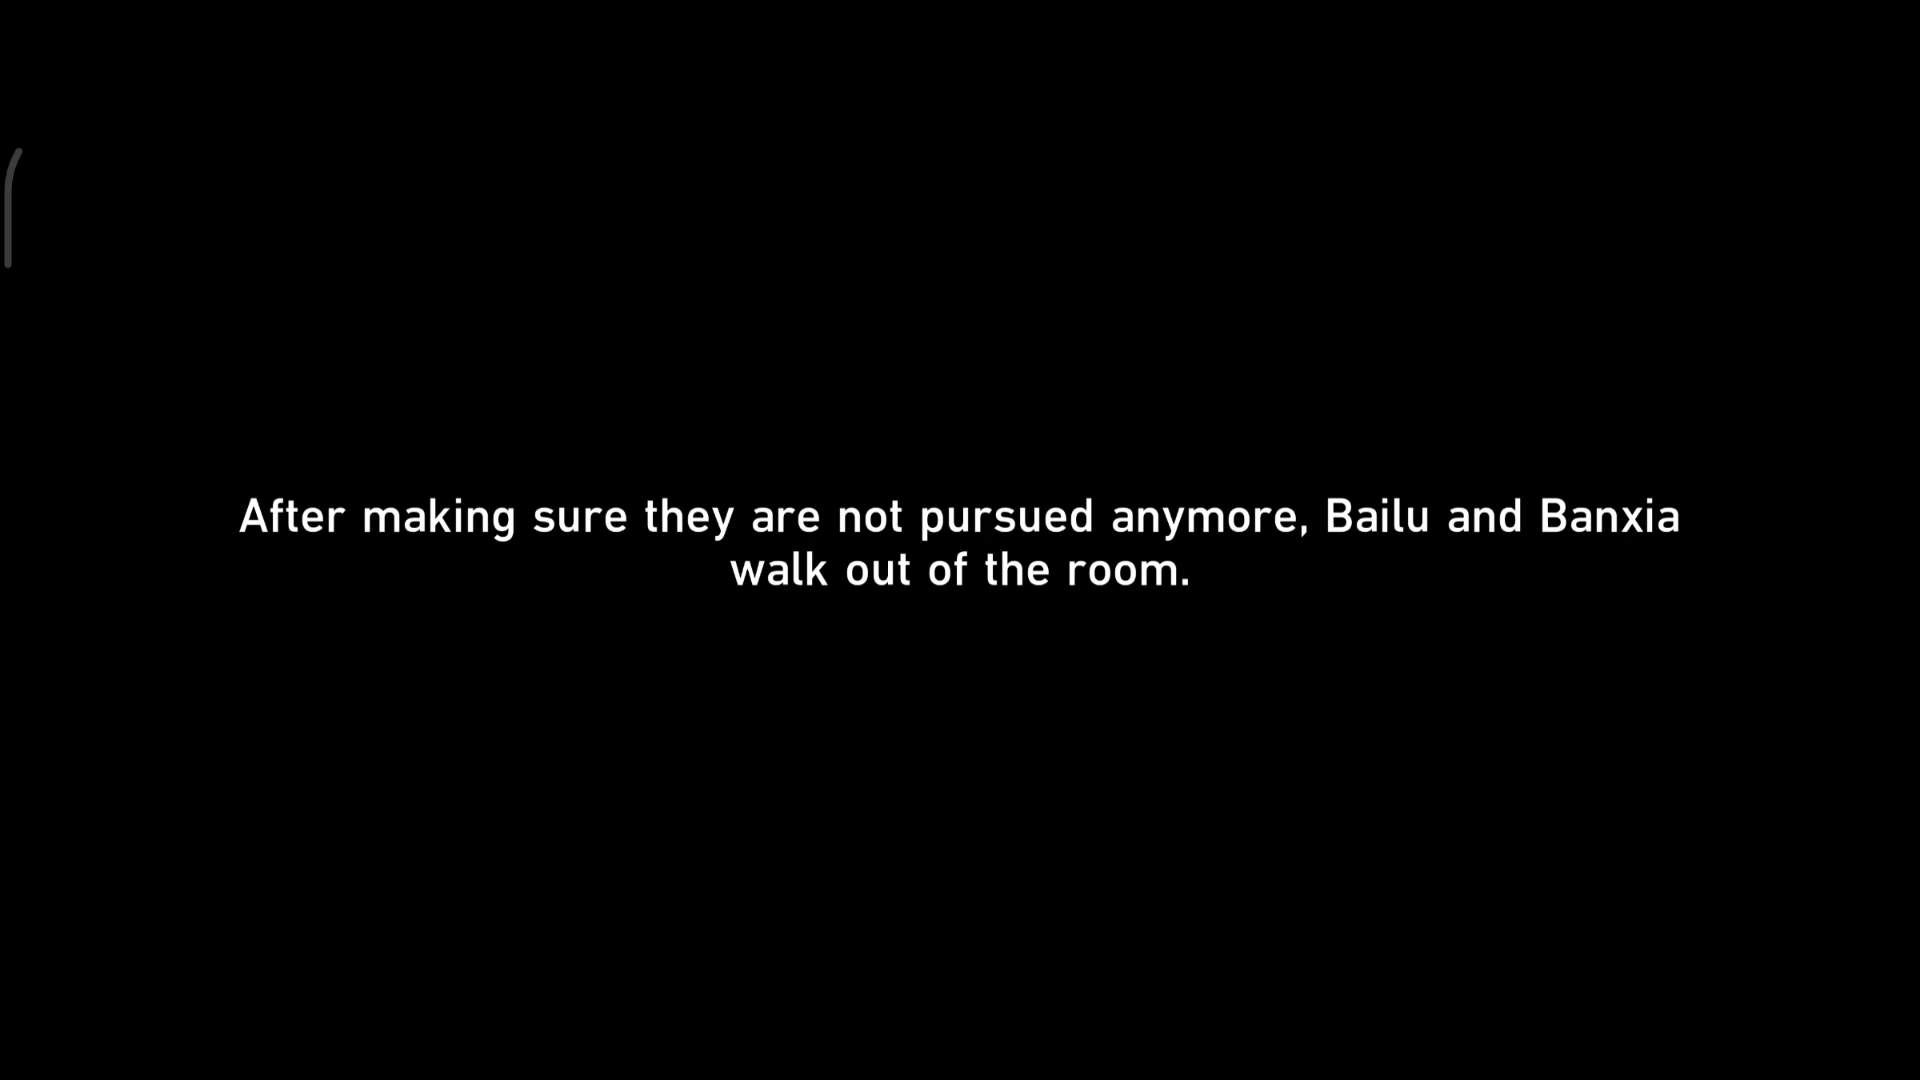 After making sure they are not pursued anymore, Bailu and Banxia
walk out of the room.